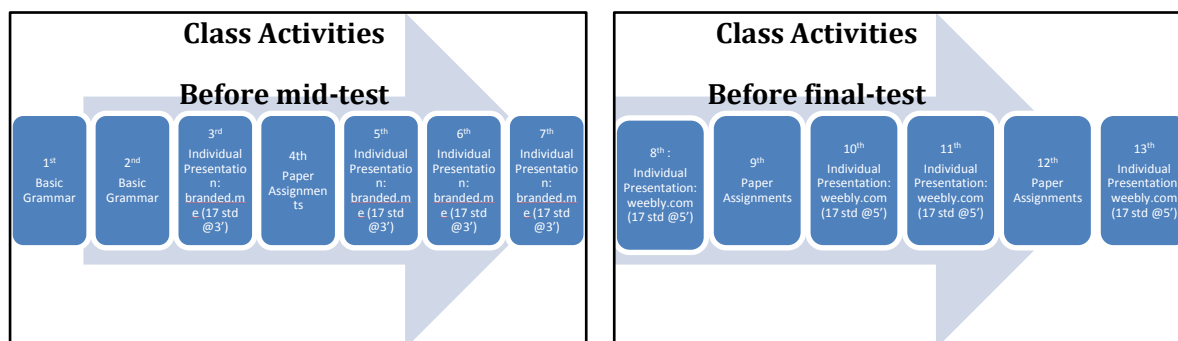 Class Activities
Before mid-test
1st
Basic
Grammar
2nd
Basic
Grammar
3rd
Individual
Presentatio
n:
branded.m
e (17 std
@3’)
4th
Paper
Assignmen
ts
5th
Individual
Presentatio
n:
branded.m
e (17 std
@3’)
6th
Individual
Presentatio
n:
branded.m
e (17 std
@3’)
7th
Individual
Presentatio
n:
branded.m
e (17 std
@3’)
Class Activities
Before final-test
8th :
Individual
Presentation:
weebly.com
(17 std @5’)
9th
Paper
Assignments
10th
Individual
Presentation:
weebly.com
(17 std @5’)
11th
Individual
Presentation:
weebly.com
(17 std @5’)
12th
Paper
Assignments
13th
Individual
Presentation:
weebly.com
(17 std @5’)